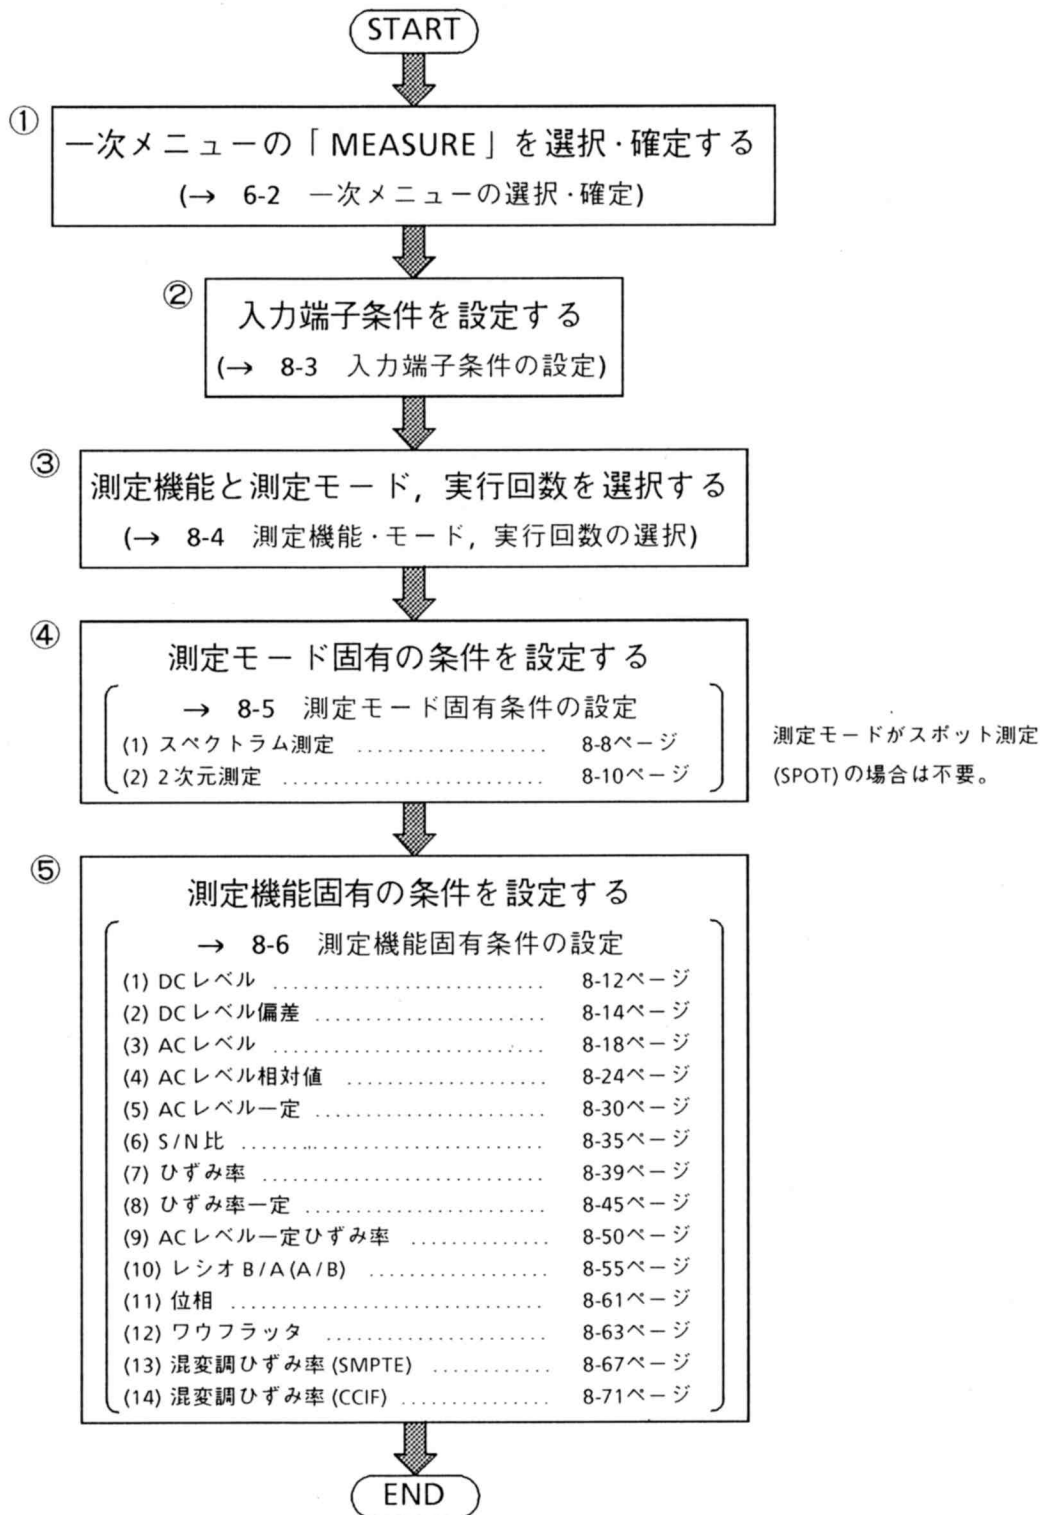 START
①
一次メニューの「MEASURE」を選択・確定する
(→ 6-2 一次メニューの選択・確定)
②
入力端子条件を設定する
(→ 8-3 入力端子条件の設定)
③
測定機能と測定モード, 実行回数を選択する
(→ 8-4 測定機能・モード, 実行回数の選択)
④
測定モード固有の条件を設定する
→ 8-5 測定モード固有条件の設定
(1) スペクトラム測定 ................... 8-8ページ
(2) 2次元測定 .......................... 8-10ページ
測定モードがスポット測定
(SPOT)の場合は不要。
⑤
測定機能固有の条件を設定する
→ 8-6 測定機能固有条件の設定
(1) DCレベル ........................... 8-12ページ
(2) DCレベル偏差 ....................... 8-14ページ
(3) ACレベル ........................... 8-18ページ
(4) ACレベル相対値 .................... 8-24ページ
(5) ACレベル一定 ....................... 8-30ページ
(6) S/N比 .............................. 8-35ページ
(7) ひずみ率 ........................... 8-39ページ
(8) ひずみ率一定 ........................ 8-45ページ
(9) ACレベル一定ひずみ率 .............. 8-50ページ
(10) レシオB/A(A/B) .................. 8-55ページ
(11) 位相 ............................... 8-61ページ
(12) ワウフラッタ ...................... 8-63ページ
(13) 混変調ひずみ率(SMPTE) ............ 8-67ページ
(14) 混変調ひずみ率(CCIF) ............... 8-71ページ
END